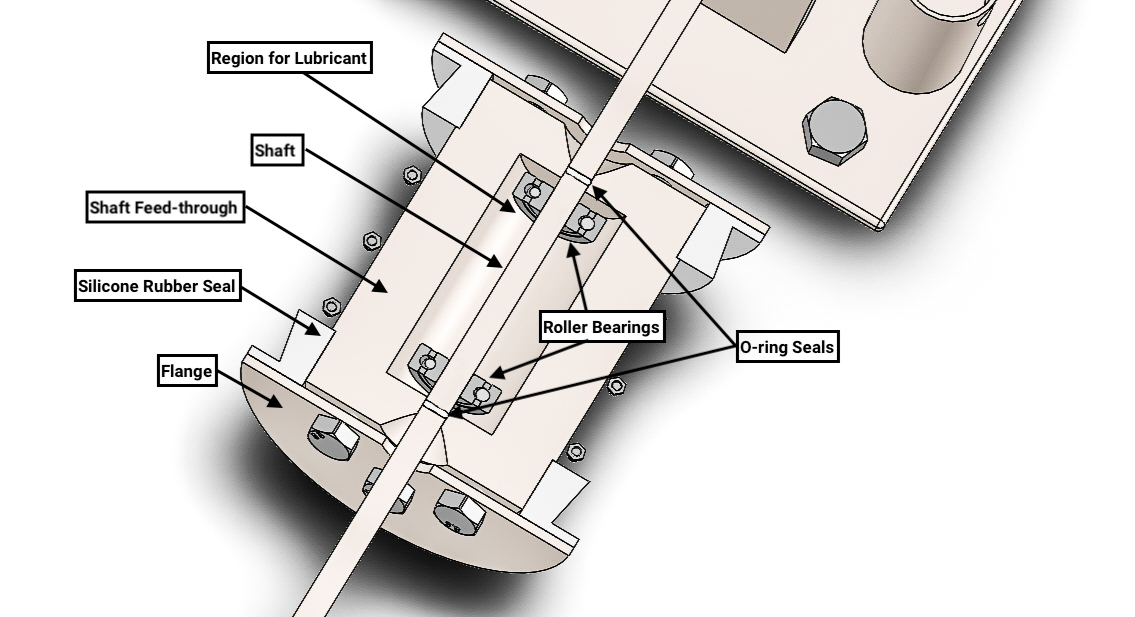 Region for Lubricant
Shaft
Shaft Feed-through
Silicone Rubber Seal
Flange
Roller Bearings
O-ring Seals